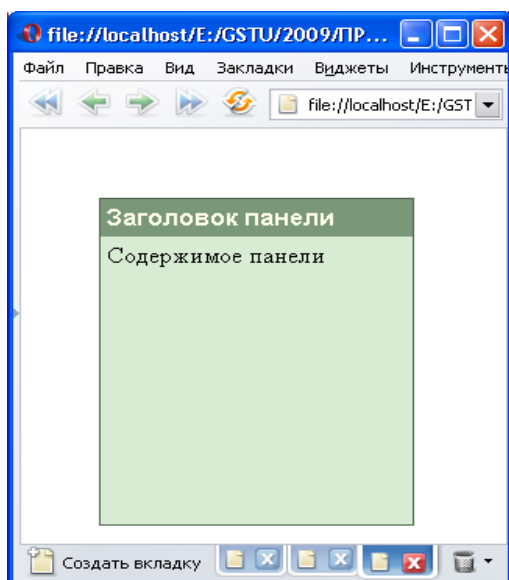 file://localhost/E:/GSTU/2009/ПР...
Файл Правка Вид Закладки Виджеты Инструменты
file://localhost/E:/GST
Заголовок панели
Содержимое панели
Создать вкладку